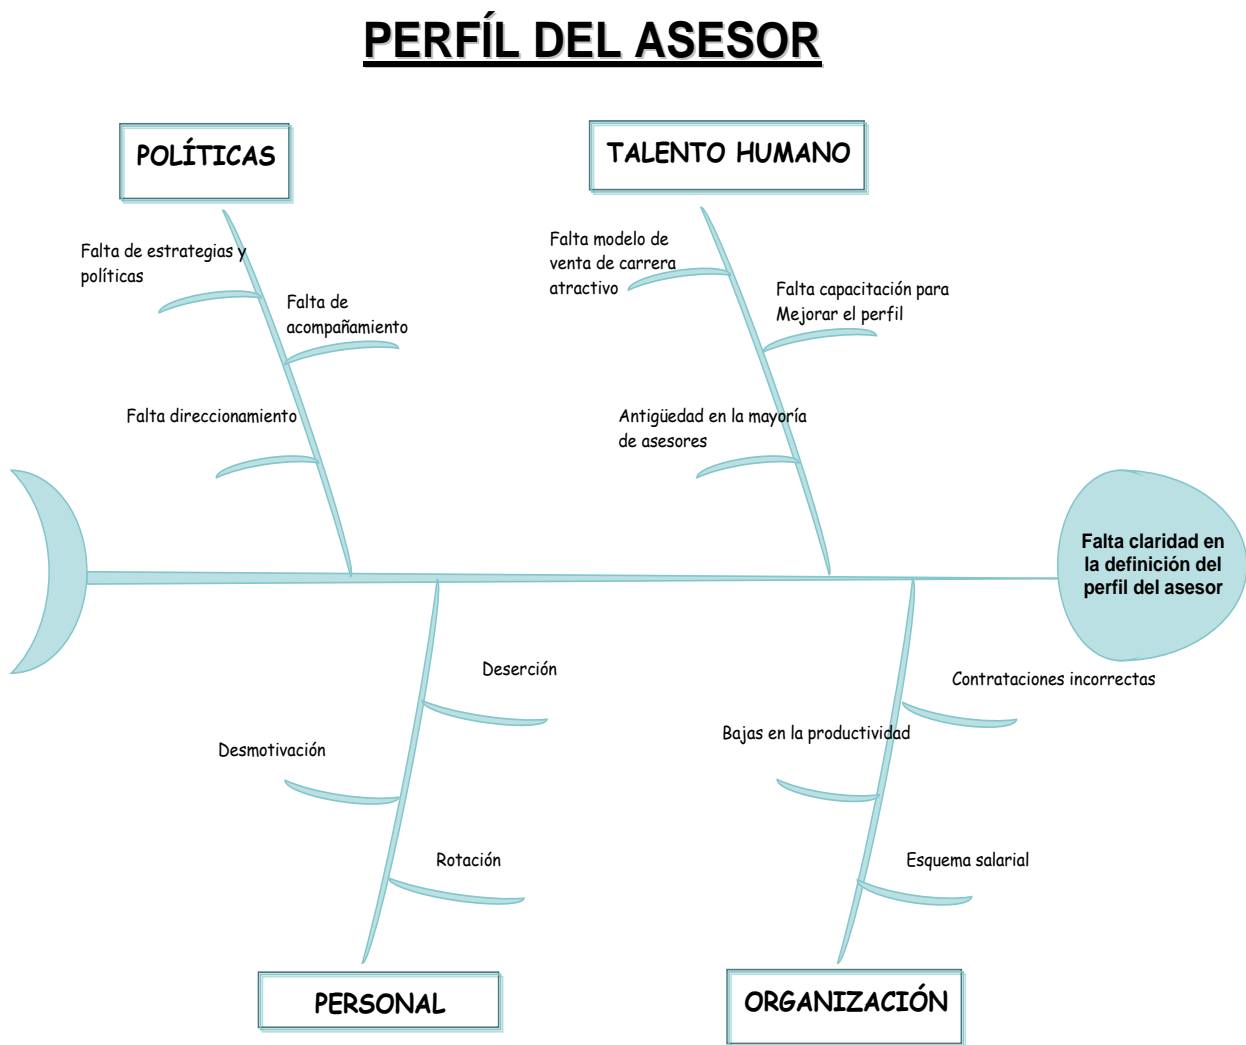 PERFÍL DEL ASESOR
POLÍTICAS
TALENTO HUMANO
Falta de estrategias y
políticas
Falta de
acompañamiento
Falta direccionamiento
Falta modelo de
venta de carrera
atractivo
Falta capacitación para
Mejorar el perfil
Antigüedad en la mayoría
de asesores
Falta claridad en
la definición del
perfil del asesor
Deserción
Desmotivación
Rotación
Contrataciones incorrectas
Bajas en la productividad
Esquema salarial
PERSONAL
ORGANIZACIÓN